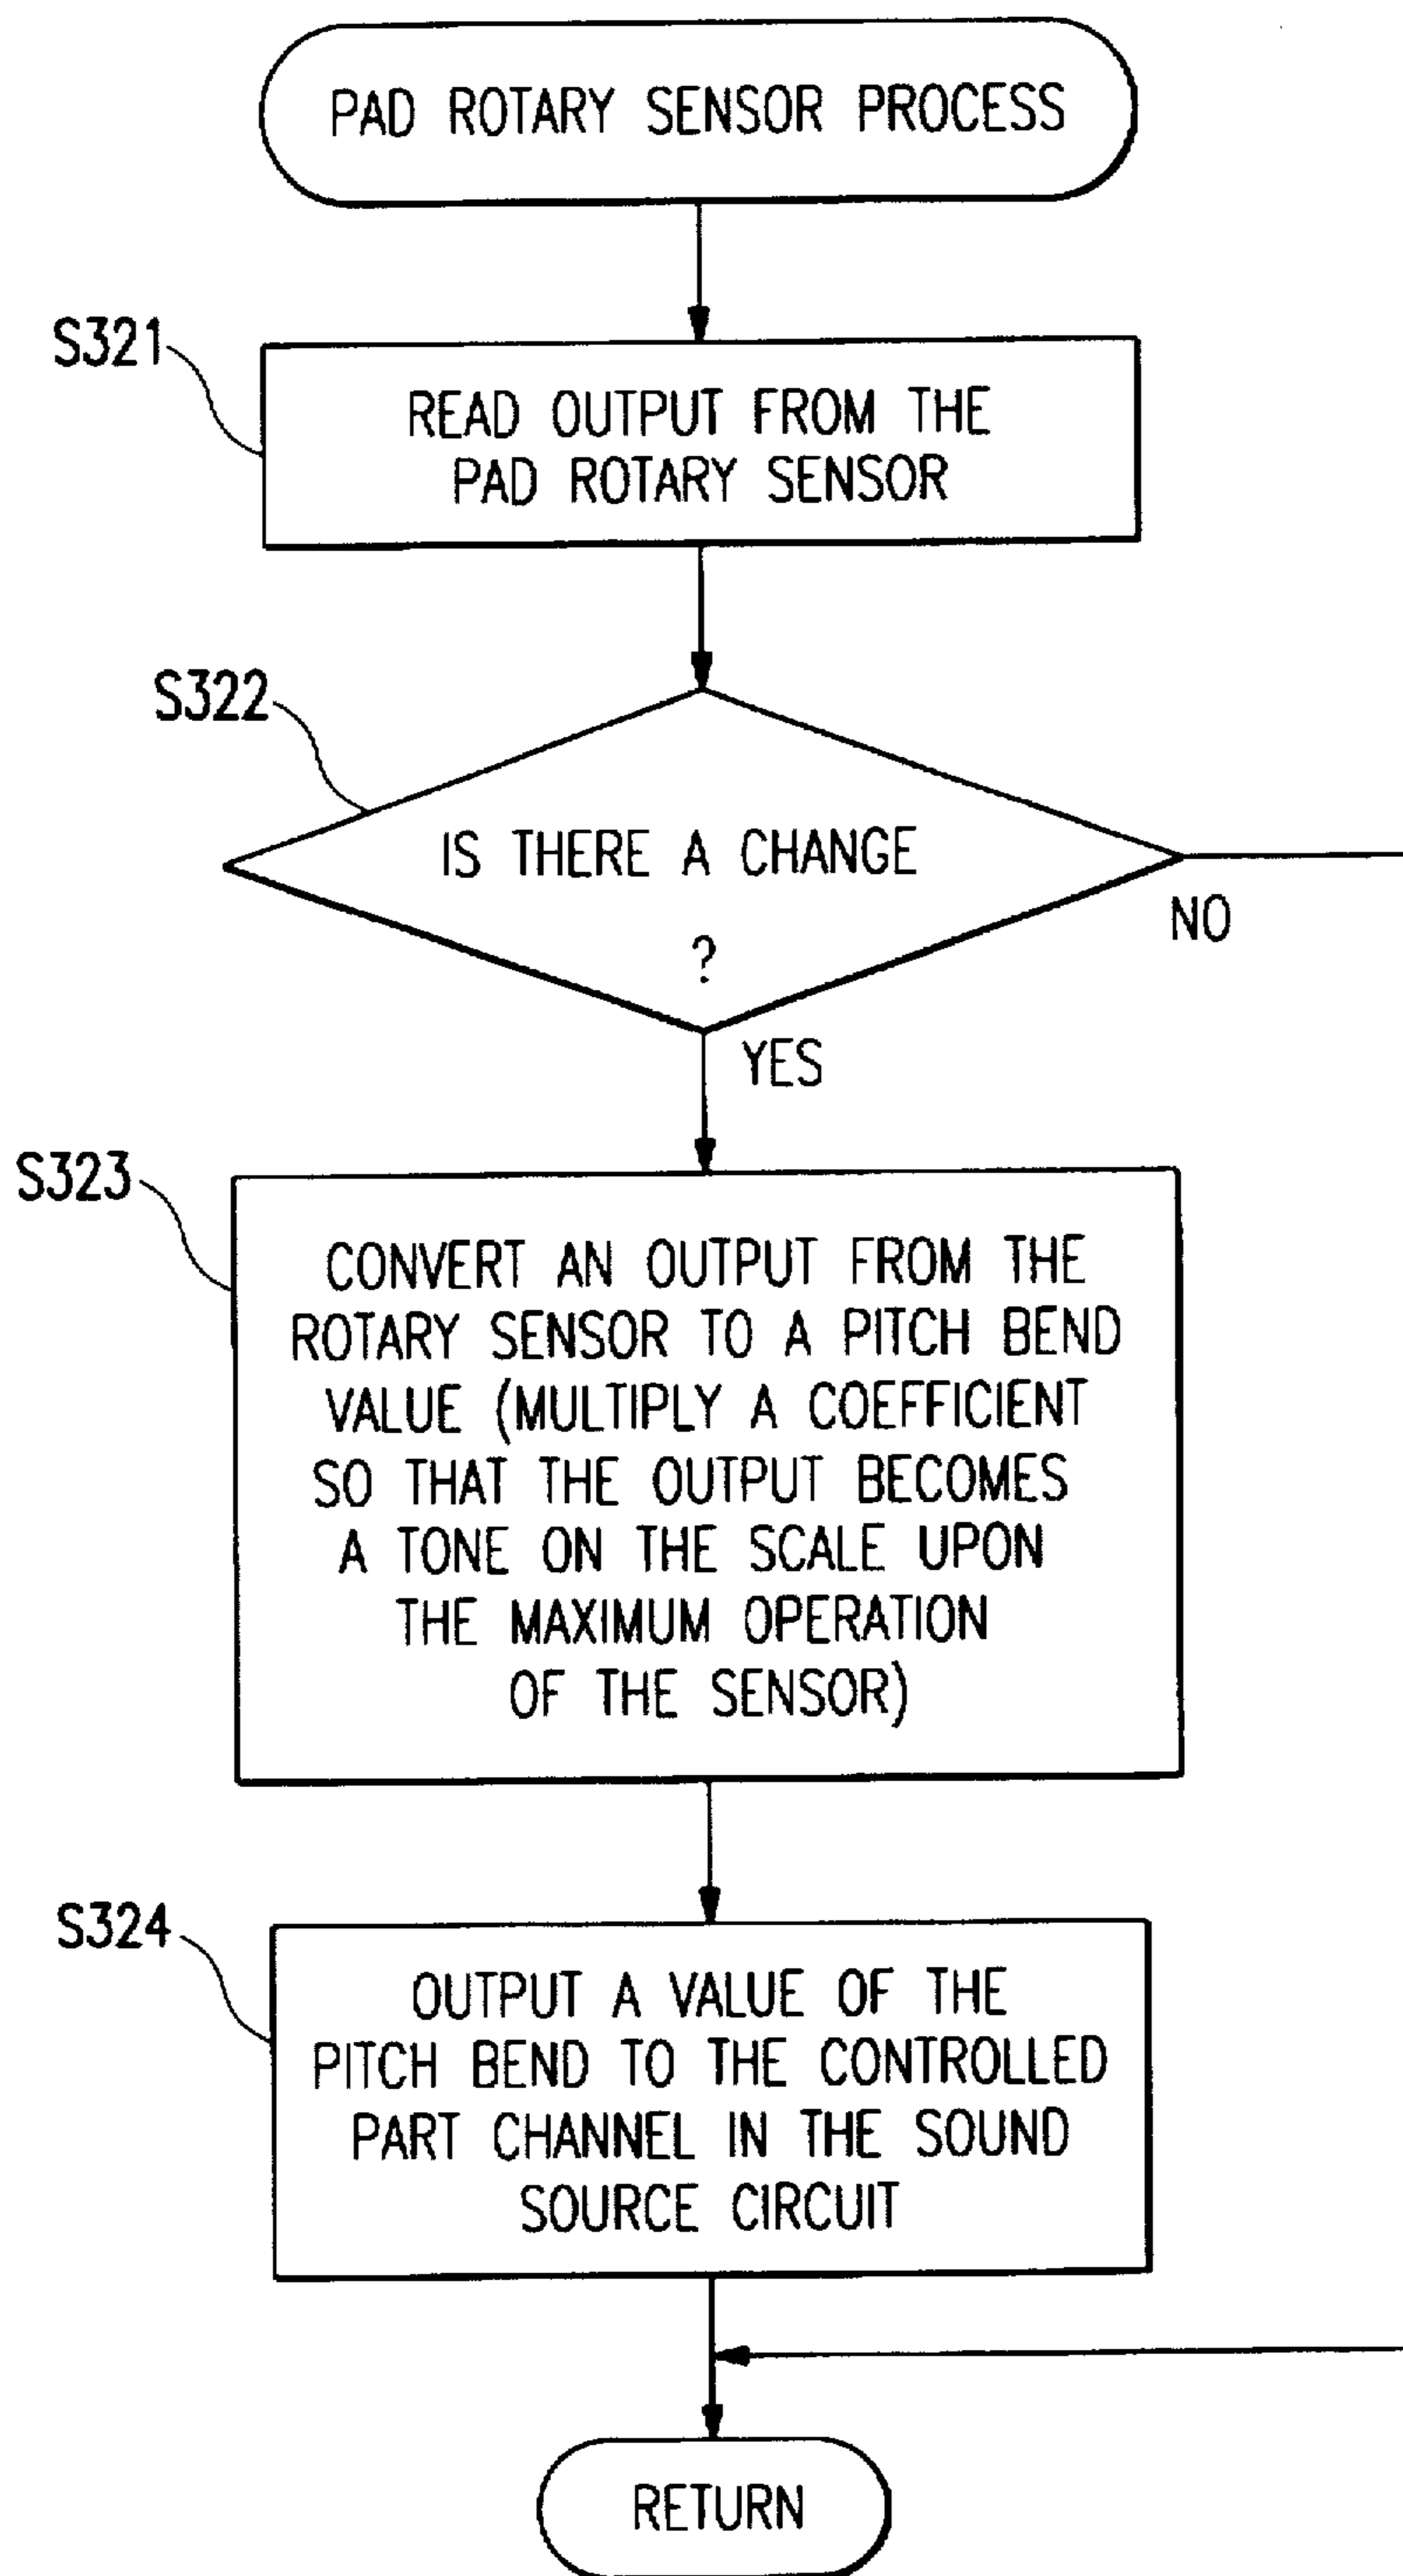 PAD ROTARY SENSOR PROCESS
S321
READ OUTPUT FROM THE
PAD ROTARY SENSOR
S322
IS THERE A CHANGE
?
NO
YES
S323
CONVERT AN OUTPUT FROM THE
ROTARY SENSOR TO A PITCH BEND
VALUE (MULTIPLY A COEFFICIENT
SO THAT THE OUTPUT BECOMES
A TONE ON THE SCALE UPON
THE MAXIMUM OPERATION
OF THE SENSOR)
S324
OUTPUT A VALUE OF THE
PITCH BEND TO THE CONTROLLED
PART CHANNEL IN THE SOUND
SOURCE CIRCUIT
RETURN